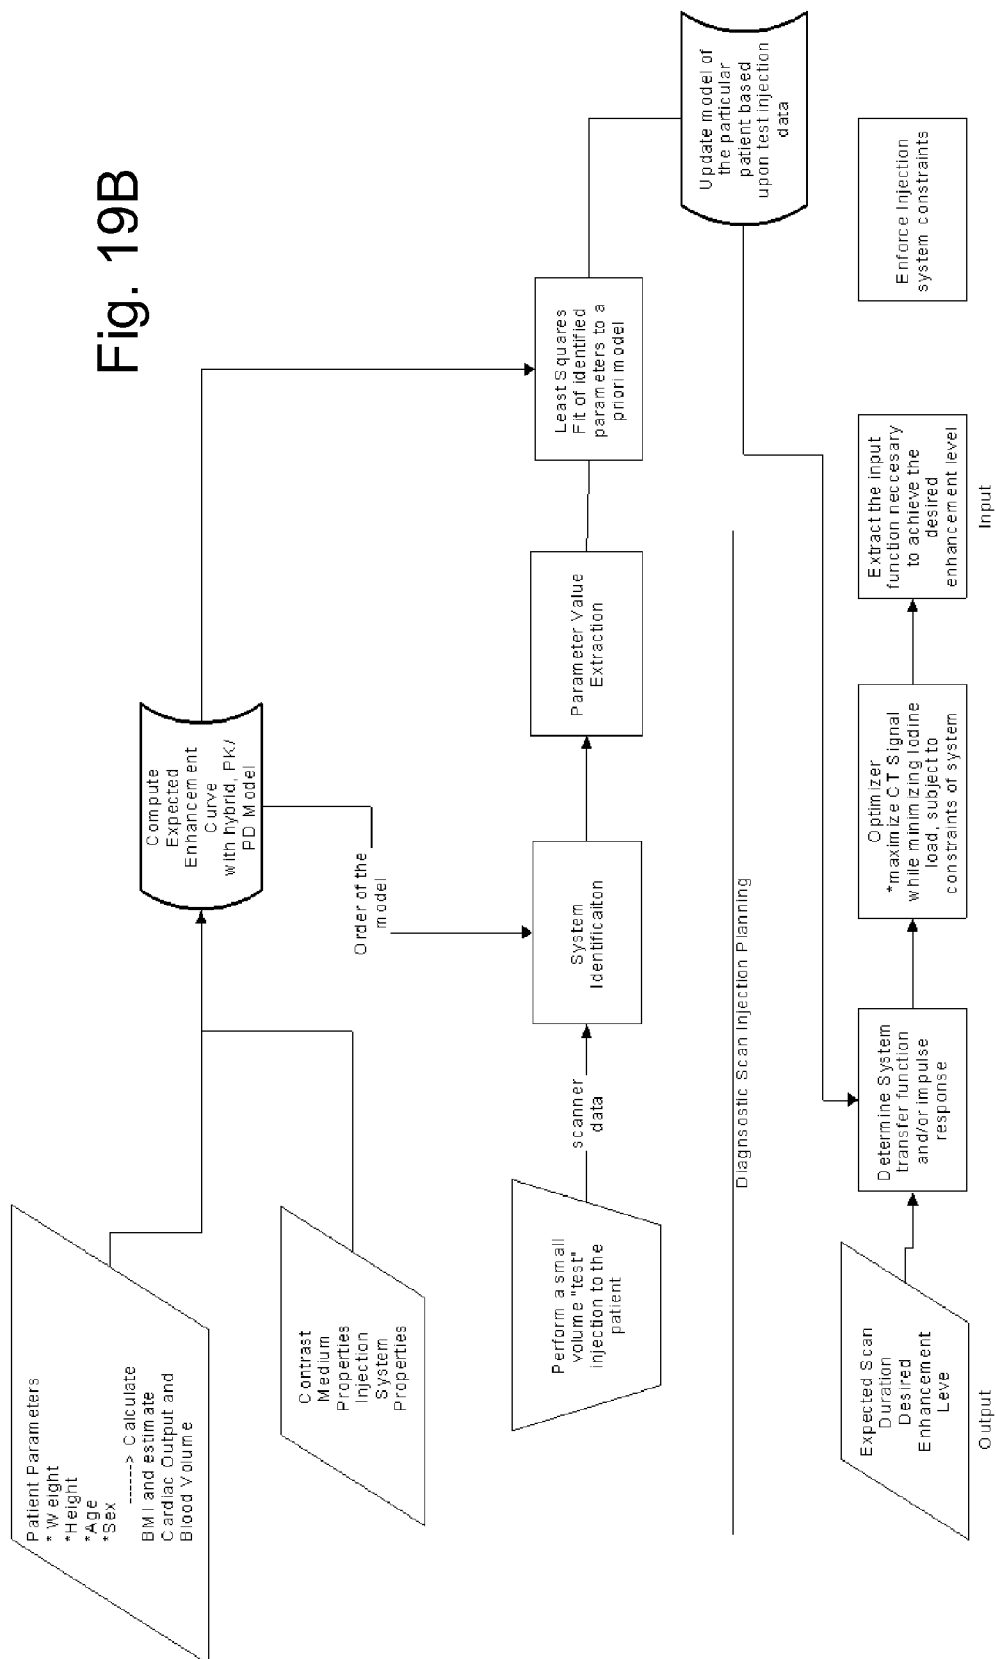 Fig. 19B
Patient Parameters
* Weight
*Height
*Age
*Sex
------> Calculate
BMI and estimate
Cardiac Output and
Blood Volume
Contrast
Medium
Properties
Injection
System
Properties
Compute
Expected
Enhancement
Curve
with hybrid, PK/
PD Model
Order of the
model
Perform a small
volume "test"
injection to the
patient
scanner
data
System
Identificaiton
Parameter Value
Extraction
Least Squares
Fit of identified
parameters to a
priori model
Update model of
the particular
patient based
upon test injection
data
Diagnsostic Scan Injection Planning
Expected Scan
Duration
Desired
Enhancement
Leve
Output
Determine System
transfer function
and/or impulse
response
Optimizer
*maximize CT Signal
while minimizing Iodine
load, subject to
constraints of system
Extract the input
function neccesary
to achieve the
desired
enhancement level
Input
Enforce Injection
system constraints